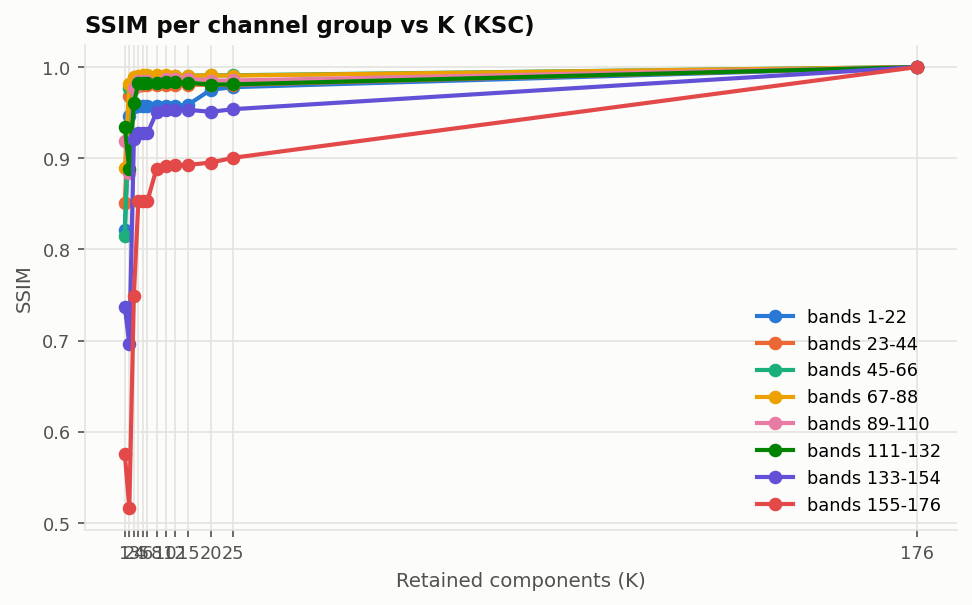 SSIM per channel group vs K (KSC)
1.0
0.9
0.8
0.7
0.6
0.5
SSIM
bands 1-22
bands 23-44
bands 45-66
bands 67-88
bands 89-110
bands 111-132
bands 133-154
bands 155-176
20 25 176
Retained components (K)